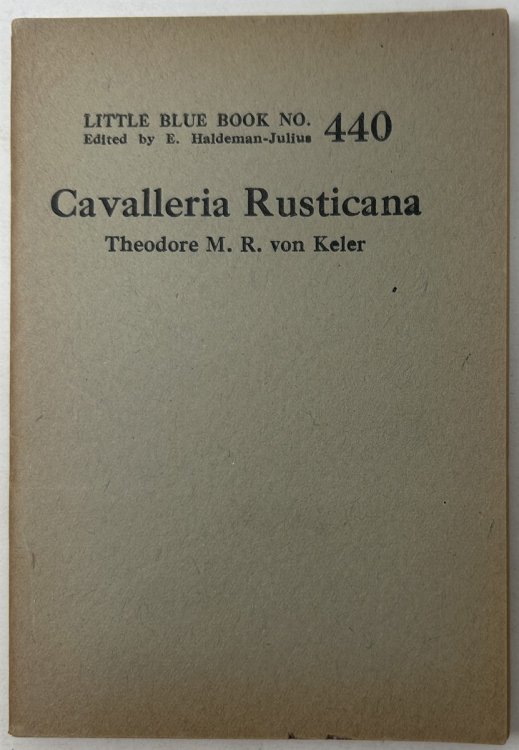 LITTLE BLUE BOOK NO. 440
Edited by E. Haldeman-Julius
Cavalleria Rusticana
Theodore M. R. von Keler